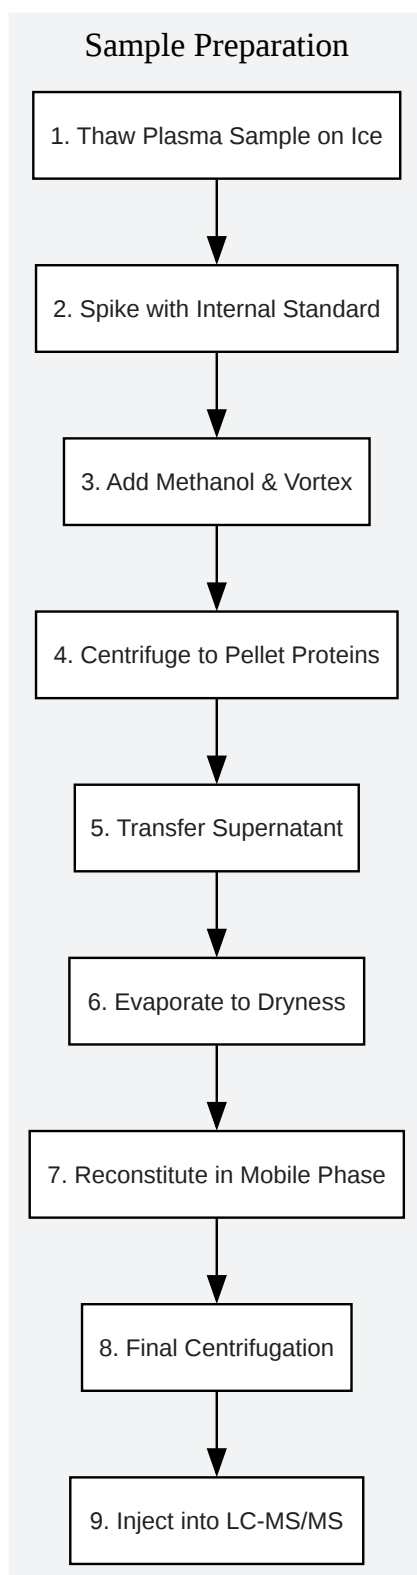 Sample Preparation
1. Thaw Plasma Sample on Ice
2. Spike with Internal Standard
3. Add Methanol & Vortex
4. Centrifuge to Pellet Proteins
5. Transfer Supernatant
6. Evaporate to Dryness
7. Reconstitute in Mobile Phase
8. Final Centrifugation
9. Inject into LC-MS/MS